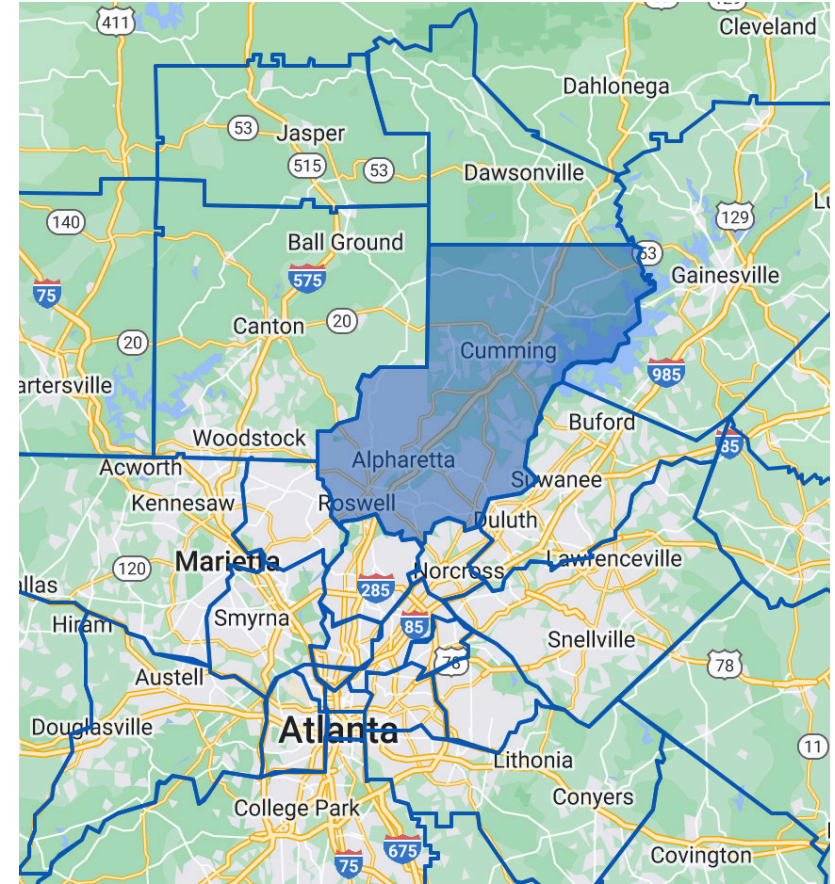 411
Cleveland
Dahlonega
53
Jasper
515
53
Dawsonville
140
129
Ball Ground
53
Gainesville
575
75
Canton
20
20
Cumming
985
artersville
Buford
Woodstock
85
Acworth
Alpharetta
Suwanee
Kennesaw
Roswell
Duluth
Marietta
120
Norcross
Lawrenceville
285
llas
Hiram
Smyrna
85
Snellville
78
78
Austell
Douglasville
Atlanta
11
Lithonia
College Park
Conyers
675
75
Covington